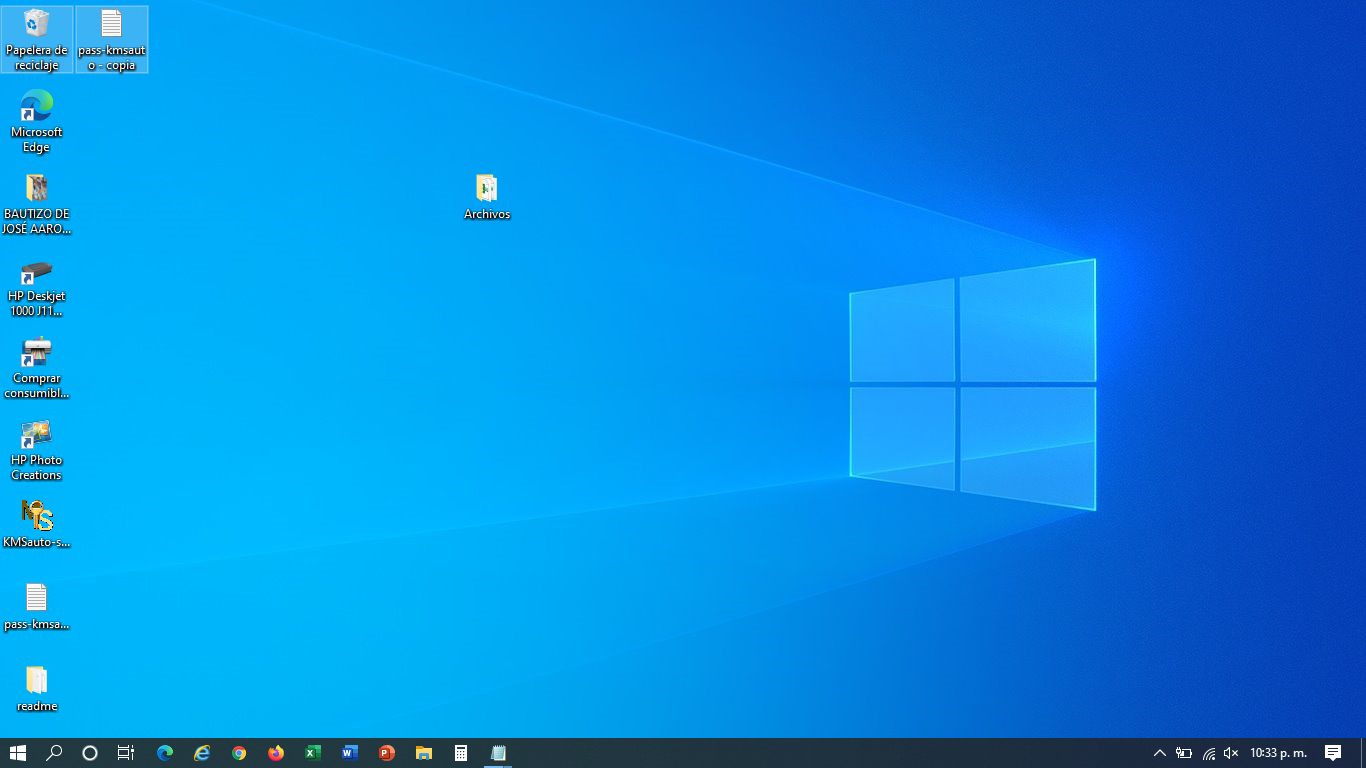 Papelera de
reciclaje
pass-kmsaut
o - copia
Microsoft
Edge
BAUTIZO DE
JOSÉ AARO...
HP Deskjet
1000 J11...
Comprar
consumibl...
HP Photo
Creations
KMSauto-s...
pass-kmsa...
readme
Archivos
10:33 p. m.